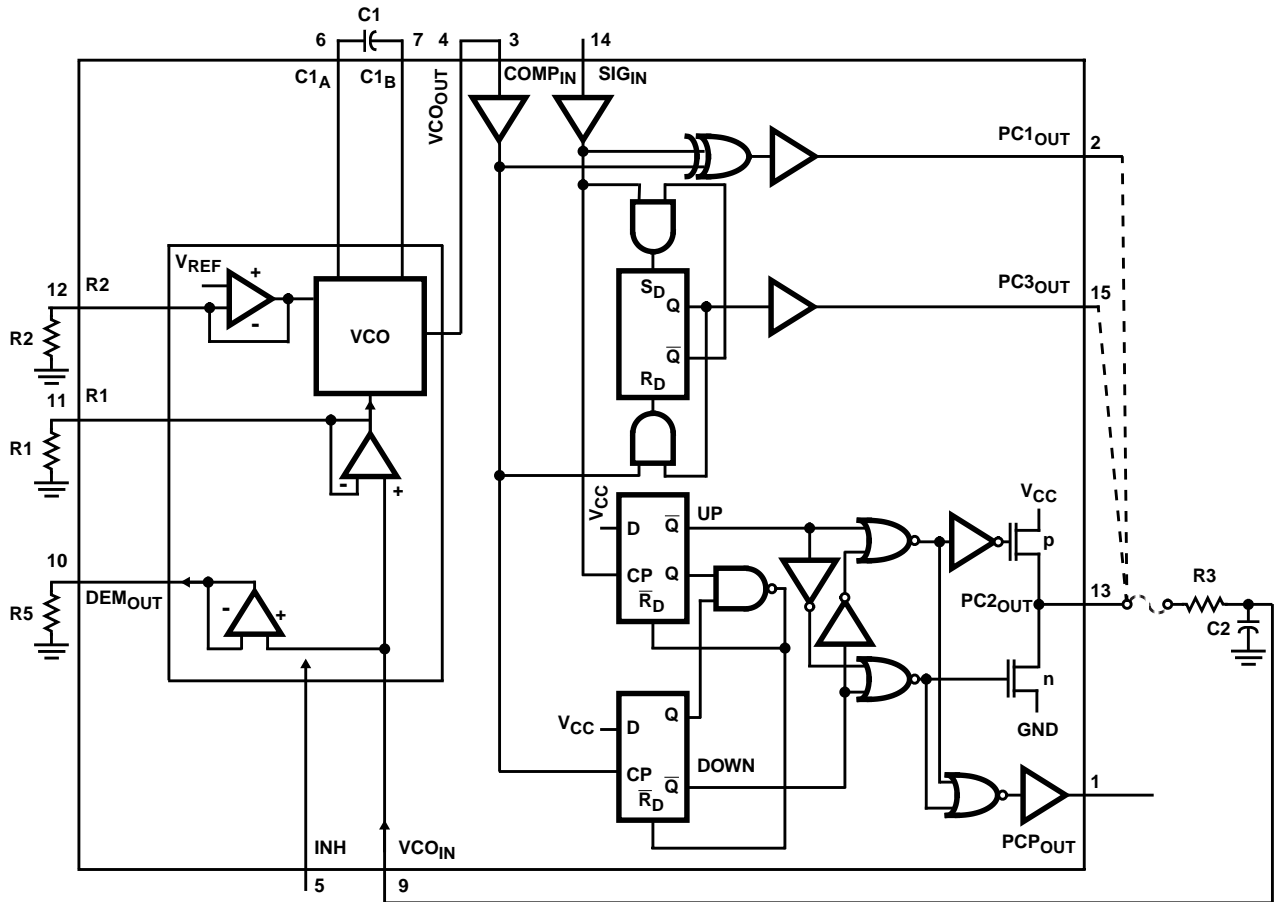 C1
6 7 4 3 14
C1A C1B VCOOUT COMPIN SIGIN
PC1OUT 2
VREF
+
-
12 R2
R2
VCO
SD
Q
Q
RD
PC3OUT 15
11 R1
R1
-
+
VCC
D Q UP
CP Q
RD
VCC
p
10
DEMOUT
R5
-
+
PC2OUT 13
R3
C2
n
GND
VCC D Q
CP Q DOWN
RD
1
PCPOUT
INH VCOIN
5 9